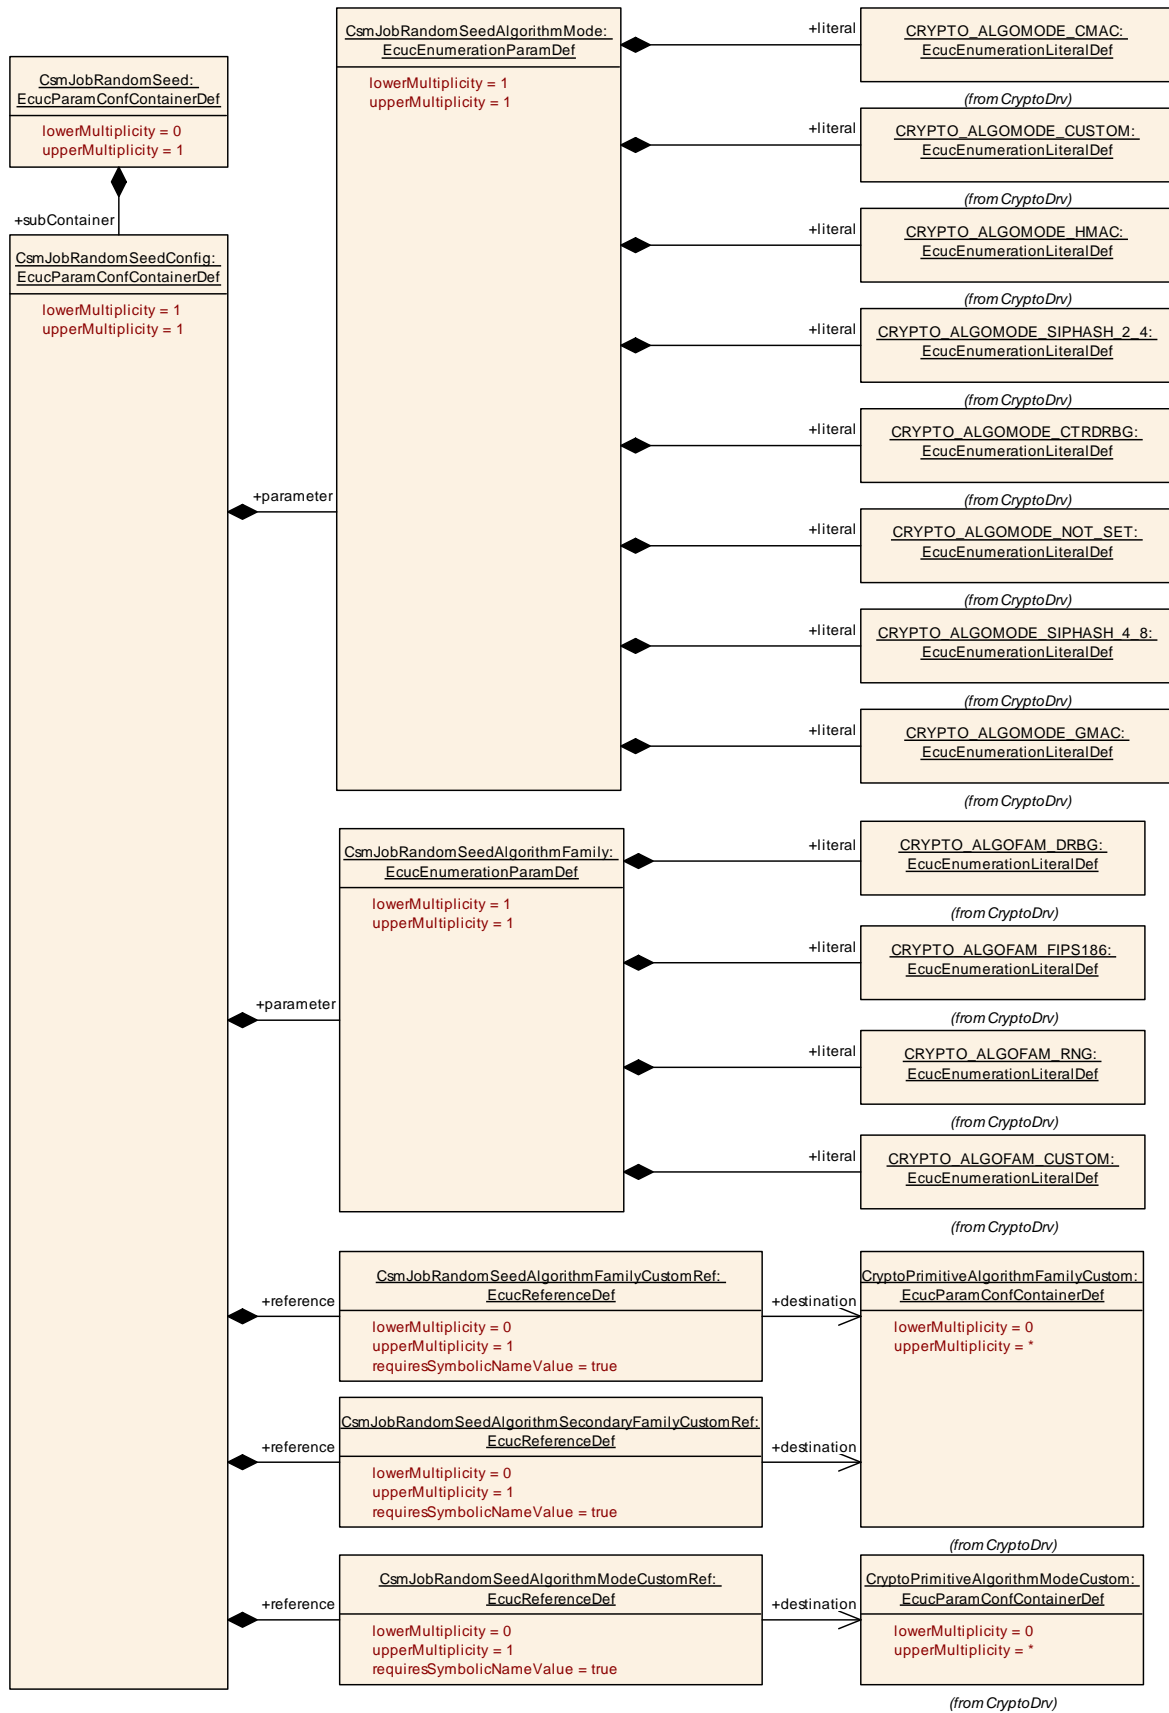 CsmJobRandomSeed:
EcucParamConfContainerDef
lowerMultiplicity = 0
upperMultiplicity = 1
+subContainer
CsmJobRandomSeedConfig:
EcucParamConfContainerDef
lowerMultiplicity = 1
upperMultiplicity = 1
+parameter
CsmJobRandomSeedAlgorithmMode:
EcucEnumerationParamDef
lowerMultiplicity = 1
upperMultiplicity = 1
+literal
CRYPTO_ALGOMODE_CMAC:
EcucEnumerationLiteralDef
(from CryptoDrv)
+literal
CRYPTO_ALGOMODE_CUSTOM:
EcucEnumerationLiteralDef
(from CryptoDrv)
+literal
CRYPTO_ALGOMODE_HMAC:
EcucEnumerationLiteralDef
(from CryptoDrv)
+literal
CRYPTO_ALGOMODE_SIPHASH_2_4:
EcucEnumerationLiteralDef
(from CryptoDrv)
+literal
CRYPTO_ALGOMODE_CTRDRBG:
EcucEnumerationLiteralDef
(from CryptoDrv)
+literal
CRYPTO_ALGOMODE_NOT_SET:
EcucEnumerationLiteralDef
(from CryptoDrv)
+literal
CRYPTO_ALGOMODE_SIPHASH_4_8:
EcucEnumerationLiteralDef
(from CryptoDrv)
+literal
CRYPTO_ALGOMODE_GMAC:
EcucEnumerationLiteralDef
(from CryptoDrv)
+parameter
CsmJobRandomSeedAlgorithmFamily:
EcucEnumerationParamDef
lowerMultiplicity = 1
upperMultiplicity = 1
+literal
CRYPTO_ALGOFAM_DRBG:
EcucEnumerationLiteralDef
(from CryptoDrv)
+literal
CRYPTO_ALGOFAM_FIPS186:
EcucEnumerationLiteralDef
(from CryptoDrv)
+literal
CRYPTO_ALGOFAM_RNG:
EcucEnumerationLiteralDef
(from CryptoDrv)
+literal
CRYPTO_ALGOFAM_CUSTOM:
EcucEnumerationLiteralDef
(from CryptoDrv)
+reference
CsmJobRandomSeedAlgorithmFamilyCustomRef:
EcucReferenceDef
lowerMultiplicity = 0
upperMultiplicity = 1
requiresSymbolicNameValue = true
+destination
CryptoPrimitiveAlgorithmFamilyCustom:
EcucParamConfContainerDef
lowerMultiplicity = 0
upperMultiplicity = *
+reference
CsmJobRandomSeedAlgorithmSecondaryFamilyCustomRef:
EcucReferenceDef
lowerMultiplicity = 0
upperMultiplicity = 1
requiresSymbolicNameValue = true
+destination
(from CryptoDrv)
+reference
CsmJobRandomSeedAlgorithmModeCustomRef:
EcucReferenceDef
lowerMultiplicity = 0
upperMultiplicity = 1
requiresSymbolicNameValue = true
+destination
CryptoPrimitiveAlgorithmModeCustom:
EcucParamConfContainerDef
lowerMultiplicity = 0
upperMultiplicity = *
(from CryptoDrv)